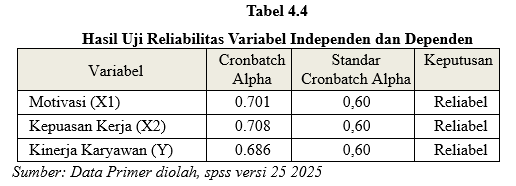 Tabel 4.4
Hasil Uji Reliabilitas Variabel Independen dan Dependen
Variabel Cronbatch Alpha Standar Cronbatch Alpha Keputusan
Motivasi (X1) 0.701 0,60 Reliabel
Kepuasan Kerja (X2) 0.708 0,60 Reliabel
Kinerja Karyawan (Y) 0.686 0,60 Reliabel
Sumber: Data Primer diolah, spss versi 25 2025